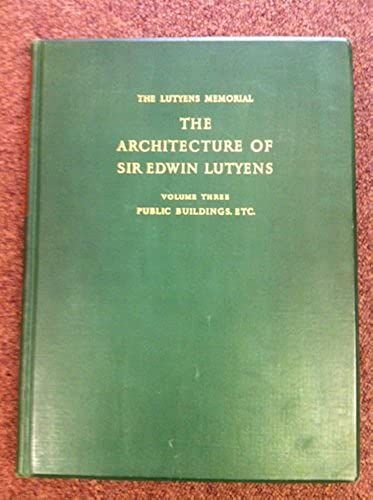 THE LUTYENS MEMORIAL
THE
ARCHITECTURE OF
SIR EDWIN LUTYENS
VOLUME THREE
PUBLIC BUILDINGS. ETC.